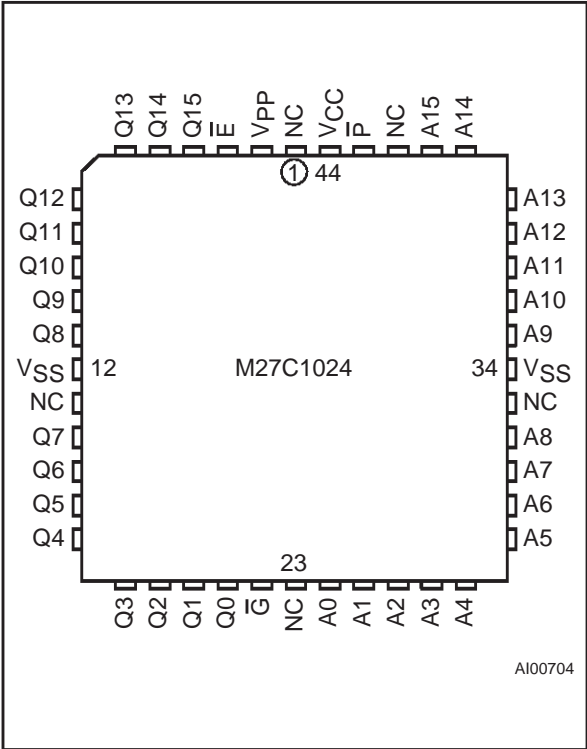 Q13 Q14 Q15 E̅ VPP NC VCC P̅ NC A15 A14
1 44
Q12 A13
Q11 A12
Q10 A11
Q9 A10
Q8 A9
VSS 12 M27C1024 34 VSS
NC NC
Q7 A8
Q6 A7
Q5 A6
Q4 A5
23
Q3 Q2 Q1 Q0 G̅ NC A0 A1 A2 A3 A4
AI00704